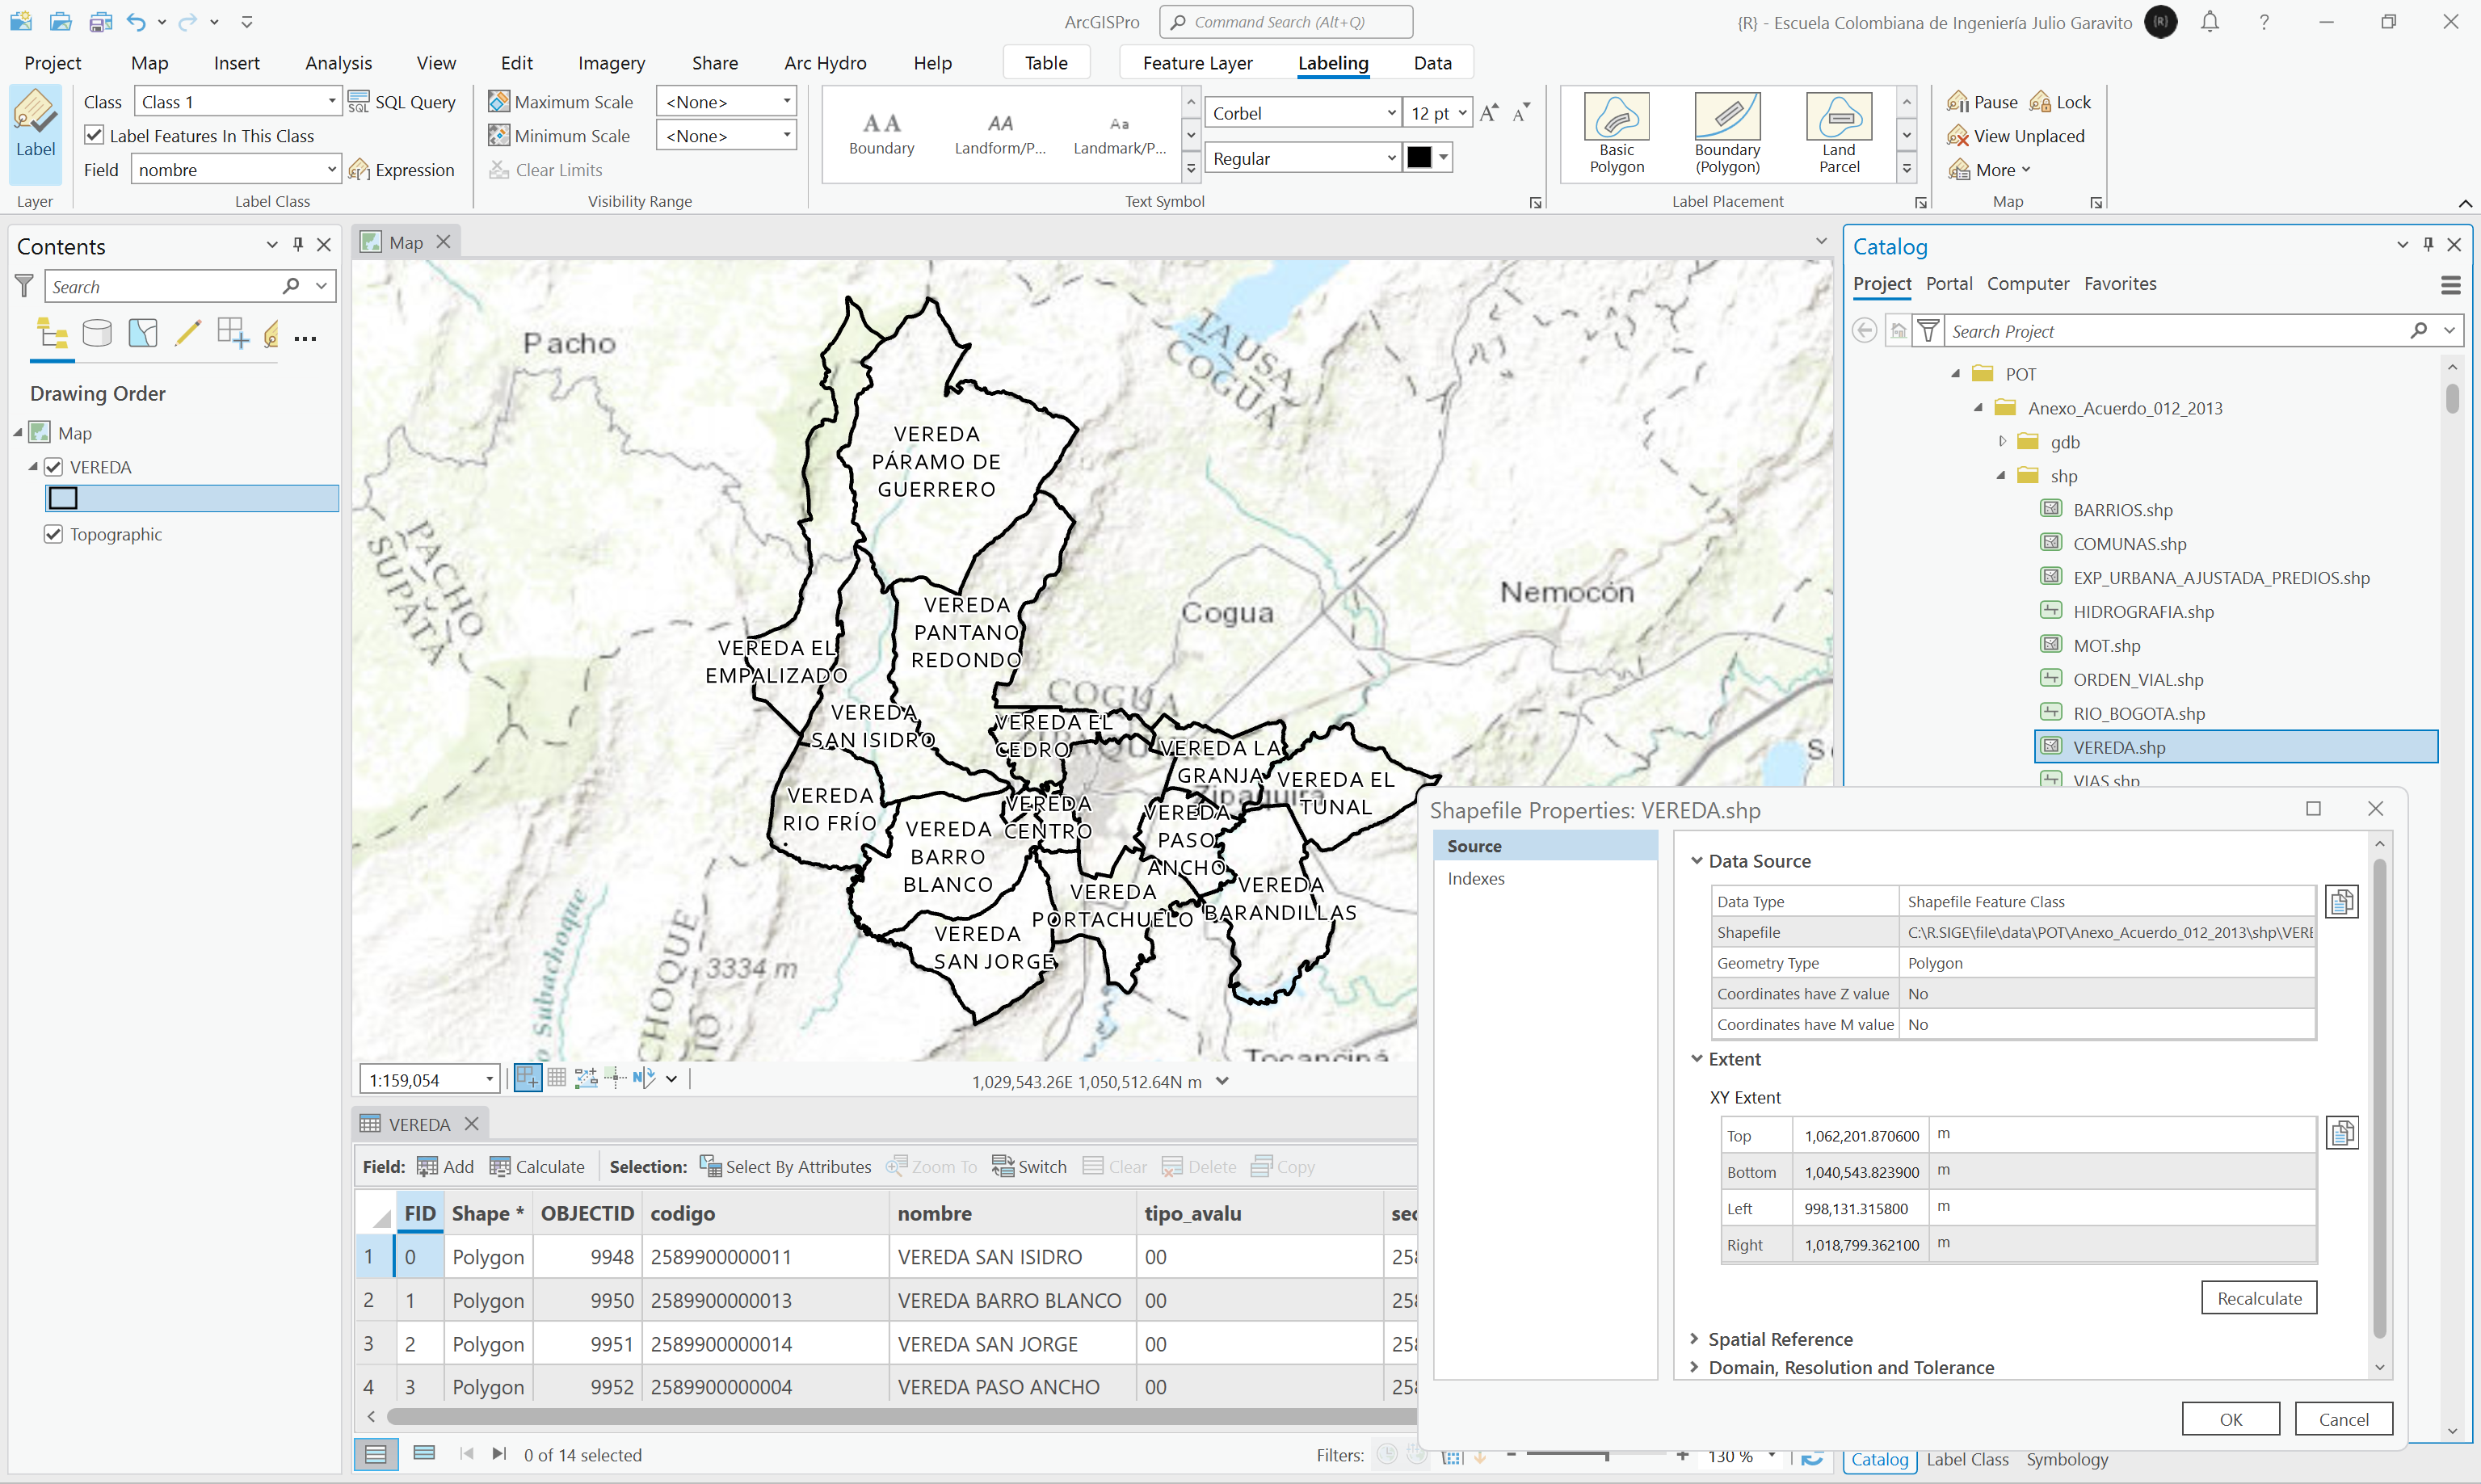 ArcGISPro
Command Search (Alt+Q)
{R} - Escuela Colombiana de Ingeniería Julio Garavito
{R}
?
Project Map Insert Analysis View Edit Imagery Share Arc Hydro Help Table Feature Layer Labeling Data
Label
Layer
Class Class 1 SQL Query
Label Features In This Class
Field nombre Expression
Label Class
Maximum Scale <None>
Minimum Scale <None>
Clear Limits
Visibility Range
AA Boundary
AA Landform/P...
Aa Landmark/P...
Corbel 12 pt
Regular
Text Symbol
Basic Polygon
Boundary (Polygon)
Land Parcel
Label Placement
Pause Lock
View Unplaced
More
Map
Contents
Search
Drawing Order
Map
VEREDA
Topographic
Map
Pacho
TAUSA
COGUA
PACHO
SUPATÁ
Cogua
Nemocón
COGUA
Zipaquirá
3334 m
VEREDA
PÁRAMO DE
GUERRERO
VEREDA
PANTANO
REDONDO
VEREDA EL
EMPALIZADO
VEREDA
SAN ISIDRO
VEREDA EL
CEDRO
VEREDA LA
GRANJA
VEREDA EL
TUNAL
VEREDA
RIO FRÍO
VEREDA
CENTRO
VEREDA
PASO
ANCHO
VEREDA
BARRO
BLANCO
VEREDA
PORTACHUELO
VEREDA
BARANDILLAS
VEREDA
SAN JORGE
1:159,054
1,029,543.26E 1,050,512.64N m
VEREDA
Field: Add Calculate Selection: Select By Attributes Zoom To Switch Clear Delete Copy
FID Shape * OBJECTID codigo nombre tipo_avalu sec
1 0 Polygon 9948 2589900000011 VEREDA SAN ISIDRO 00 258
2 1 Polygon 9950 2589900000013 VEREDA BARRO BLANCO 00 258
3 2 Polygon 9951 2589900000014 VEREDA SAN JORGE 00 258
4 3 Polygon 9952 2589900000004 VEREDA PASO ANCHO 00 258
0 of 14 selected
Filters:
130 %
Catalog
Project Portal Computer Favorites
Search Project
POT
Anexo_Acuerdo_012_2013
gdb
shp
BARRIOS.shp
COMUNAS.shp
EXP_URBANA_AJUSTADA_PREDIOS.shp
HIDROGRAFIA.shp
MOT.shp
ORDEN_VIAL.shp
RIO_BOGOTA.shp
VEREDA.shp
VIAS.shp
Shapefile Properties: VEREDA.shp
Source
Indexes
Data Source
Data Type Shapefile Feature Class
Shapefile C:\R.SIGE\file\data\POT\Anexo_Acuerdo_012_2013\shp\VERE
Geometry Type Polygon
Coordinates have Z value No
Coordinates have M value No
Extent
XY Extent
Top 1,062,201.870600 m
Bottom 1,040,543.823900 m
Left 998,131.315800 m
Right 1,018,799.362100 m
Recalculate
Spatial Reference
Domain, Resolution and Tolerance
OK Cancel
Catalog Label Class Symbology